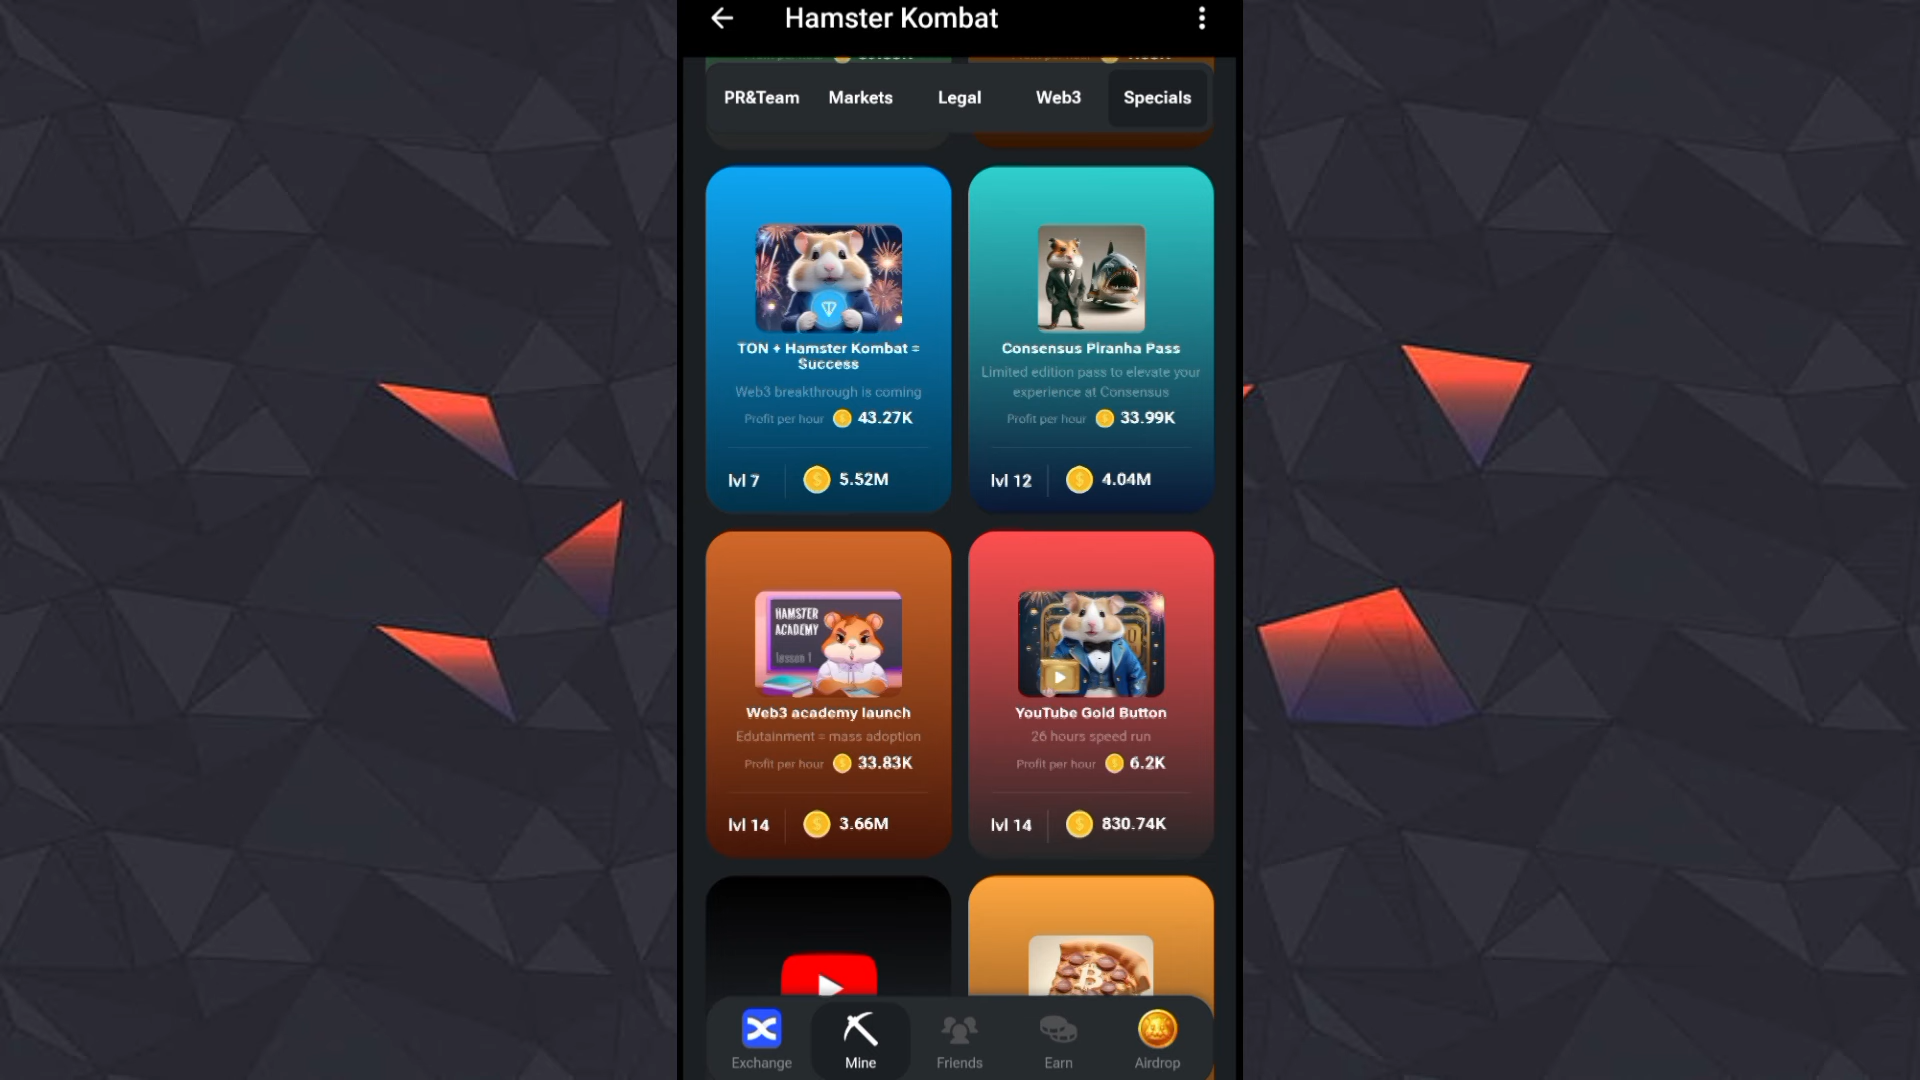 Hamster Kombat
PR&Team Markets Legal Web3 Specials
TON + Hamster Kombat =
Success
Web3 breakthrough is coming
Profit per hour 43.27K
lvl 7 5.52M
Consensus Piranha Pass
Limited edition pass to elevate your
experience at Consensus
Profit per hour 33.99K
lvl 12 4.04M
HAMSTER
ACADEMY
lesson 1
Web3 academy launch
Edutainment = mass adoption
Profit per hour 33.83K
lvl 14 3.66M
YouTube Gold Button
26 hours speed run
Profit per hour 6.2K
lvl 14 830.74K
Exchange Mine Friends Earn Airdrop